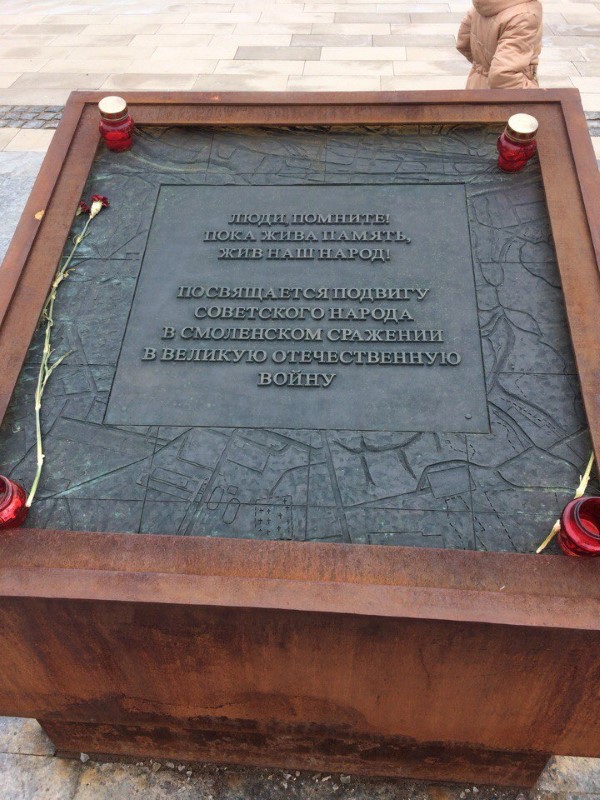 ЛЮДИ, ПОМНИТЕ!
ПОКА ЖИВА ПАМЯТЬ,
ЖИВ НАШ НАРОД!
ПОСВЯЩАЕТСЯ ПОДВИГУ
СОВЕТСКОГО НАРОДА
В СМОЛЕНСКОМ СРАЖЕНИИ
В ВЕЛИКУЮ ОТЕЧЕСТВЕННУЮ
ВОЙНУ